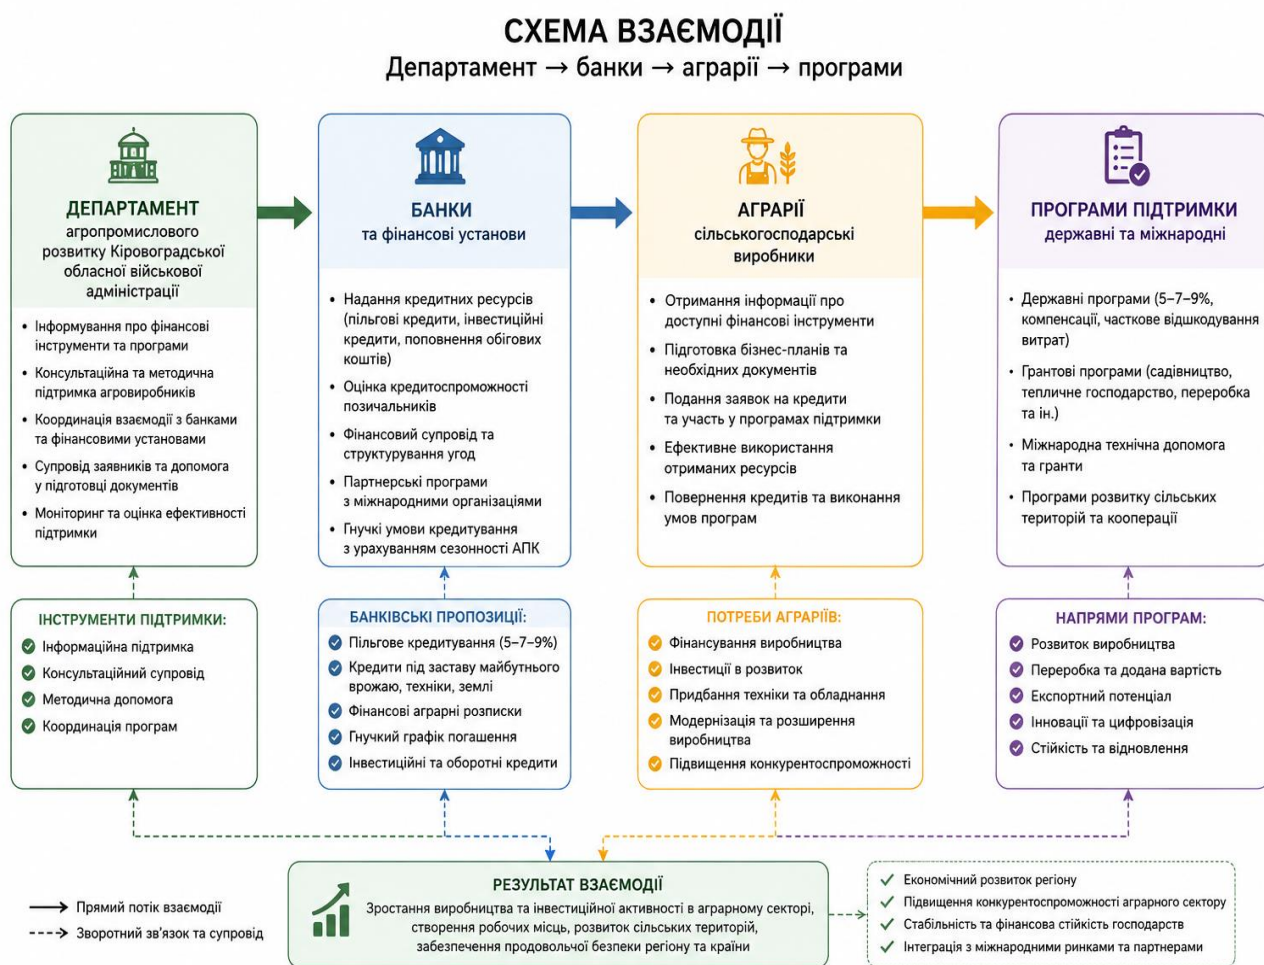 СХЕМА ВЗАЄМОДІЇ
Департамент → банки → аграрії → програми
ДЕПАРТАМЕНТ
агропромислового
розвитку Кіровоградської
обласної військової
адміністрації
• Інформування про фінансові
інструменти та програми
• Консультаційна та методична
підтримка агровиробників
• Координація взаємодії з банками
та фінансовими установами
• Супровід заявників та допомога
у підготовці документів
• Моніторинг та оцінка ефективності
підтримки
БАНКИ
та фінансові установи
• Надання кредитних ресурсів
(пільгові кредити, інвестиційні
кредити, поповнення обігових
коштів)
• Оцінка кредитоспроможності
позичальників
• Фінансовий супровід та
структурування угод
• Партнерські програми
з міжнародними організаціями
• Гнучкі умови кредитування
з урахуванням сезонності АПК
АГРАРІЇ
сільськогосподарські
виробники
• Отримання інформації про
доступні фінансові інструменти
• Підготовка бізнес-планів та
необхідних документів
• Подання заявок на кредити
та участь у програмах підтримки
• Ефективне використання
отриманих ресурсів
• Повернення кредитів та виконання
умов програм
ПРОГРАМИ ПІДТРИМКИ
державні та міжнародні
• Державні програми (5–7–9%,
компенсації, часткове відшкодування
витрат)
• Грантові програми (садівництво,
тепличне господарство, переробка
та ін.)
• Міжнародна технічна допомога
та гранти
• Програми розвитку сільських
територій та кооперації
ІНСТРУМЕНТИ ПІДТРИМКИ:
Інформаційна підтримка
Консультаційний супровід
Методична допомога
Координація програм
БАНКІВСЬКІ ПРОПОЗИЦІЇ:
Пільгове кредитування (5–7–9%)
Кредити під заставу майбутнього
врожаю, техніки, землі
Фінансові аграрні розписки
Гнучкий графік погашення
Інвестиційні та оборотні кредити
ПОТРЕБИ АГРАРІЇВ:
Фінансування виробництва
Інвестиції в розвиток
Придбання техніки та обладнання
Модернізація та розширення
виробництва
Підвищення конкурентоспроможності
НАПРЯМИ ПРОГРАМ:
Розвиток виробництва
Переробка та додана вартість
Експортний потенціал
Інновації та цифровізація
Стійкість та відновлення
Прямий потік взаємодії
Зворотний зв'язок та супровід
РЕЗУЛЬТАТ ВЗАЄМОДІЇ
Зростання виробництва та інвестиційної активності в аграрному секторі,
створення робочих місць, розвиток сільських територій,
забезпечення продовольчої безпеки регіону та країни
Економічний розвиток регіону
Підвищення конкурентоспроможності аграрного сектору
Стабільність та фінансова стійкість господарств
Інтеграція з міжнародними ринками та партнерами